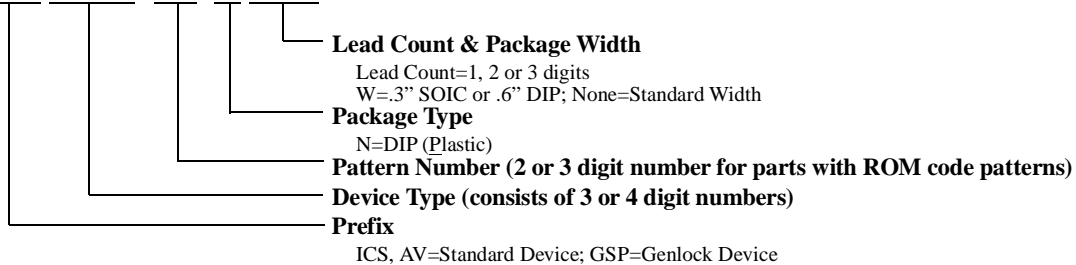 Lead Count & Package Width
Lead Count=1, 2 or 3 digits
W=.3” SOIC or .6” DIP; None=Standard Width
Package Type
N=DIP (Plastic)
Pattern Number (2 or 3 digit number for parts with ROM code patterns)
Device Type (consists of 3 or 4 digit numbers)
Prefix
ICS, AV=Standard Device; GSP=Genlock Device